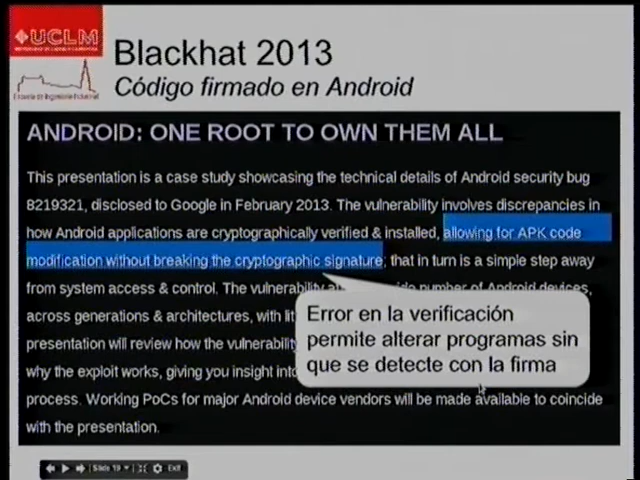 UCLM
Blackhat 2013
Código firmado en Android
ANDROID: ONE ROOT TO OWN THEM ALL
This presentation is a case study showcasing the technical details of Android security bug
8219321, disclosed to Google in February 2013. The vulnerability involves discrepancies in
how Android applications are cryptographically verified & installed, allowing for APK code
modification without breaking the cryptographic signature; that in turn is a simple step away
from system access & control. The vulnerability number of Android devices,
across generations & architectures, with
presentation will review how the vulnerability
why the exploit works, giving you insight
process. Working PoCs for major Android device vendors will be made available to coincide
with the presentation.
Error en la verificación
permite alterar programas sin
que se detecte con la firma
Slide 19
Exit